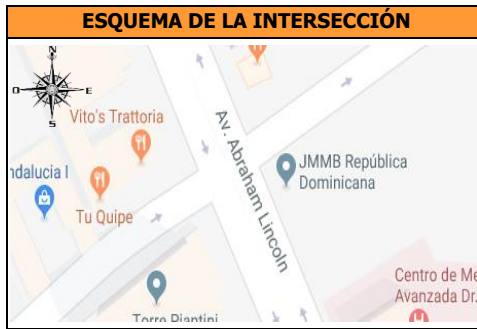 ESQUEMA DE LA INTERSECCIÓN
N
O
E
S
Vito's Trattoria
ndalucia I
Tu Quipe
Av. Abraham Lincoln
JMMB República
Dominicana
Centro de Me
Avanzada Dr.
H
Torre Piantini